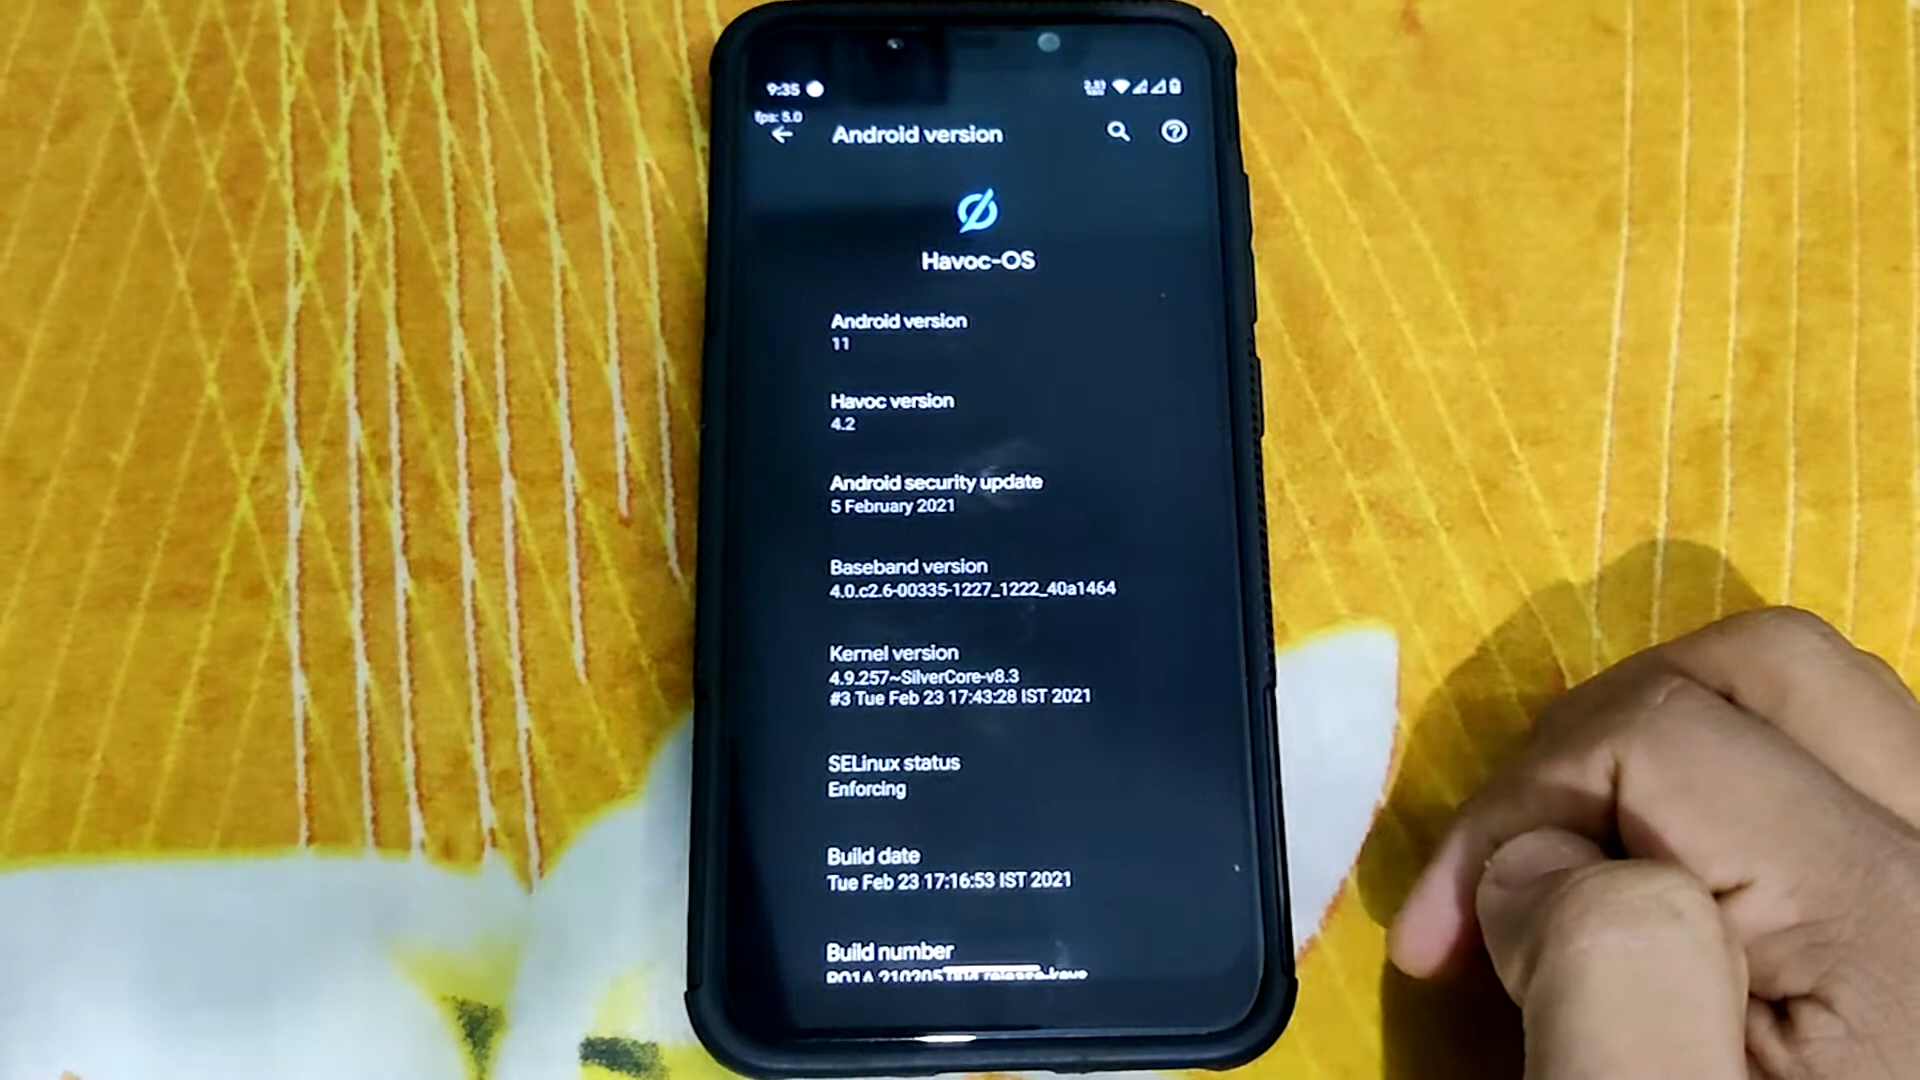 9:35
fps: 5.0
Android version
Havoc-OS
Android version
11
Havoc version
4.2
Android security update
5 February 2021
Baseband version
4.0.c2.6-00335-1227_1222_40a1464
Kernel version
4.9.257~SilverCore-v8.3
#3 Tue Feb 23 17:43:28 IST 2021
SELinux status
Enforcing
Build date
Tue Feb 23 17:16:53 IST 2021
Build number
release-keys